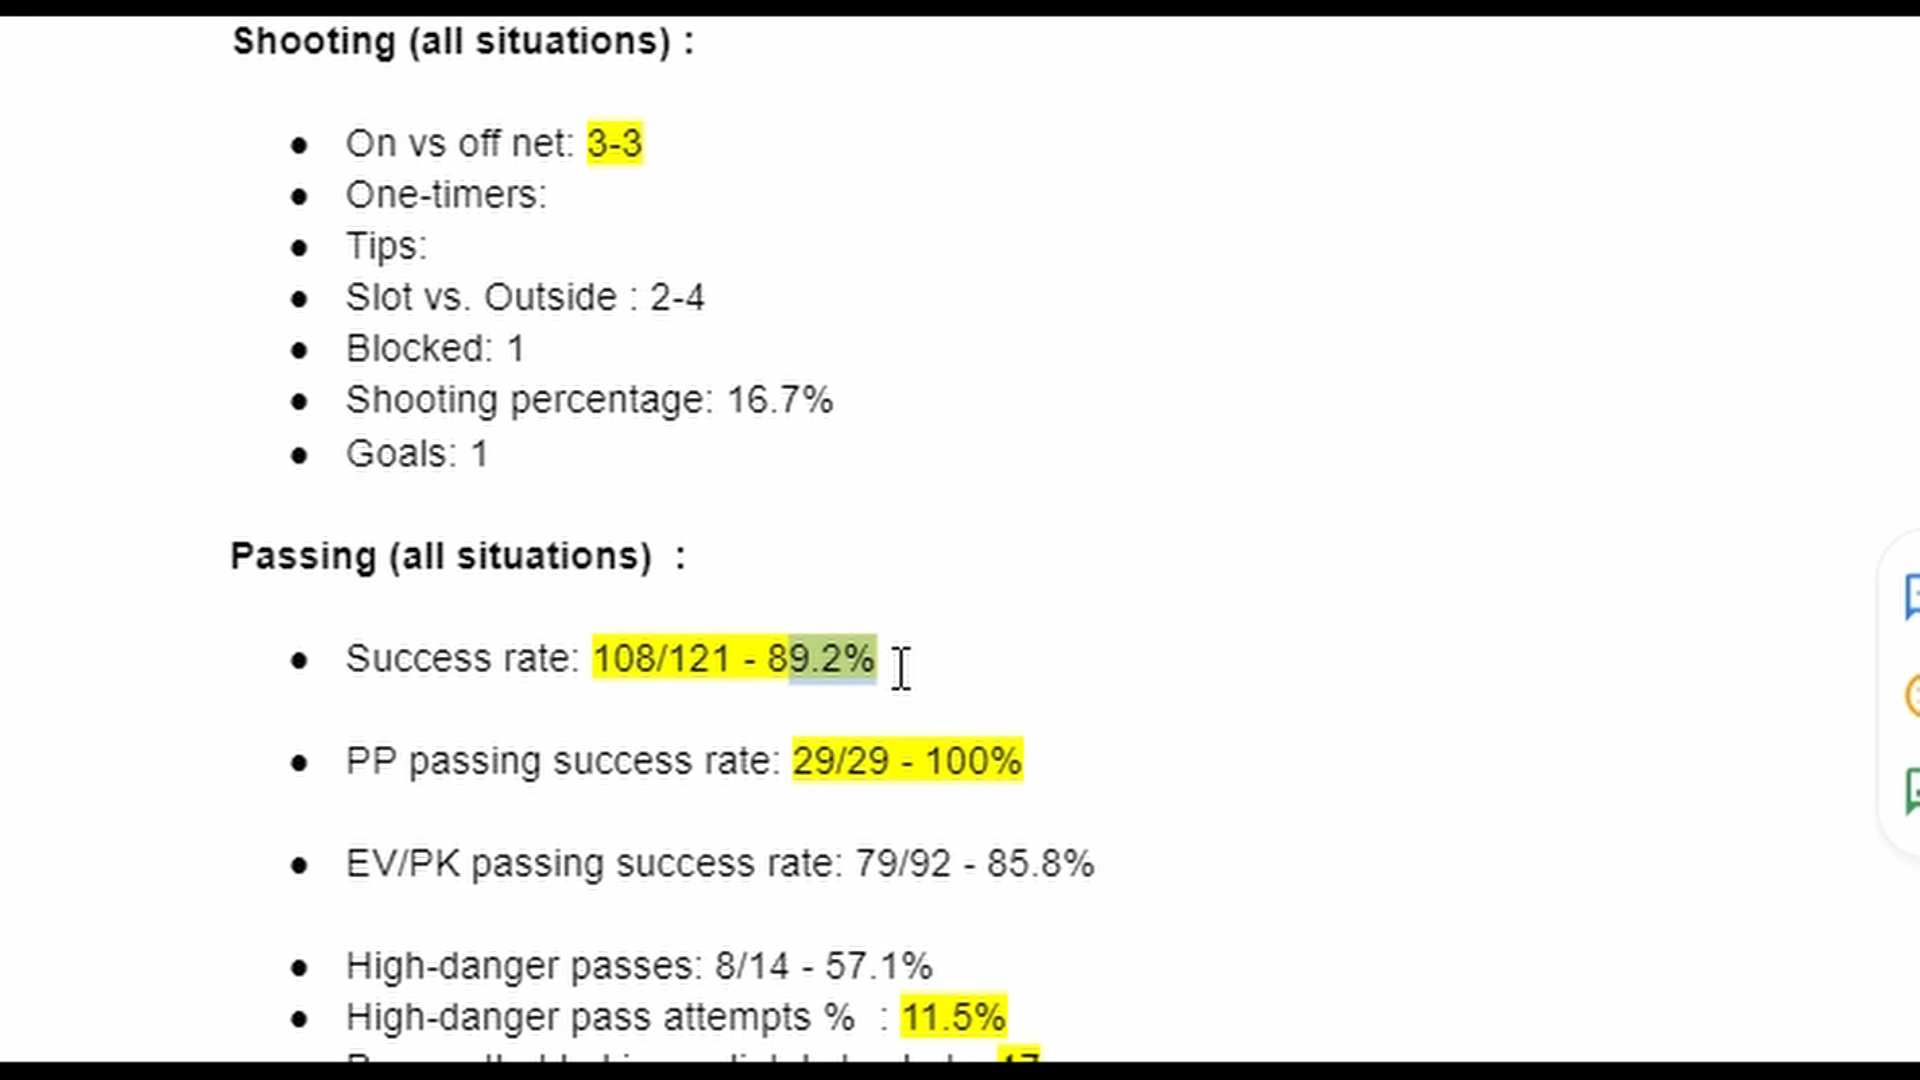 Shooting (all situations) :
● On vs off net: 3-3
● One-timers:
● Tips:
● Slot vs. Outside : 2-4
● Blocked: 1
● Shooting percentage: 16.7%
● Goals: 1
Passing (all situations)  :
● Success rate: 108/121 - 89.2%
● PP passing success rate: 29/29 - 100%
● EV/PK passing success rate: 79/92 - 85.8%
● High-danger passes: 8/14 - 57.1%
● High-danger pass attempts %  : 11.5%